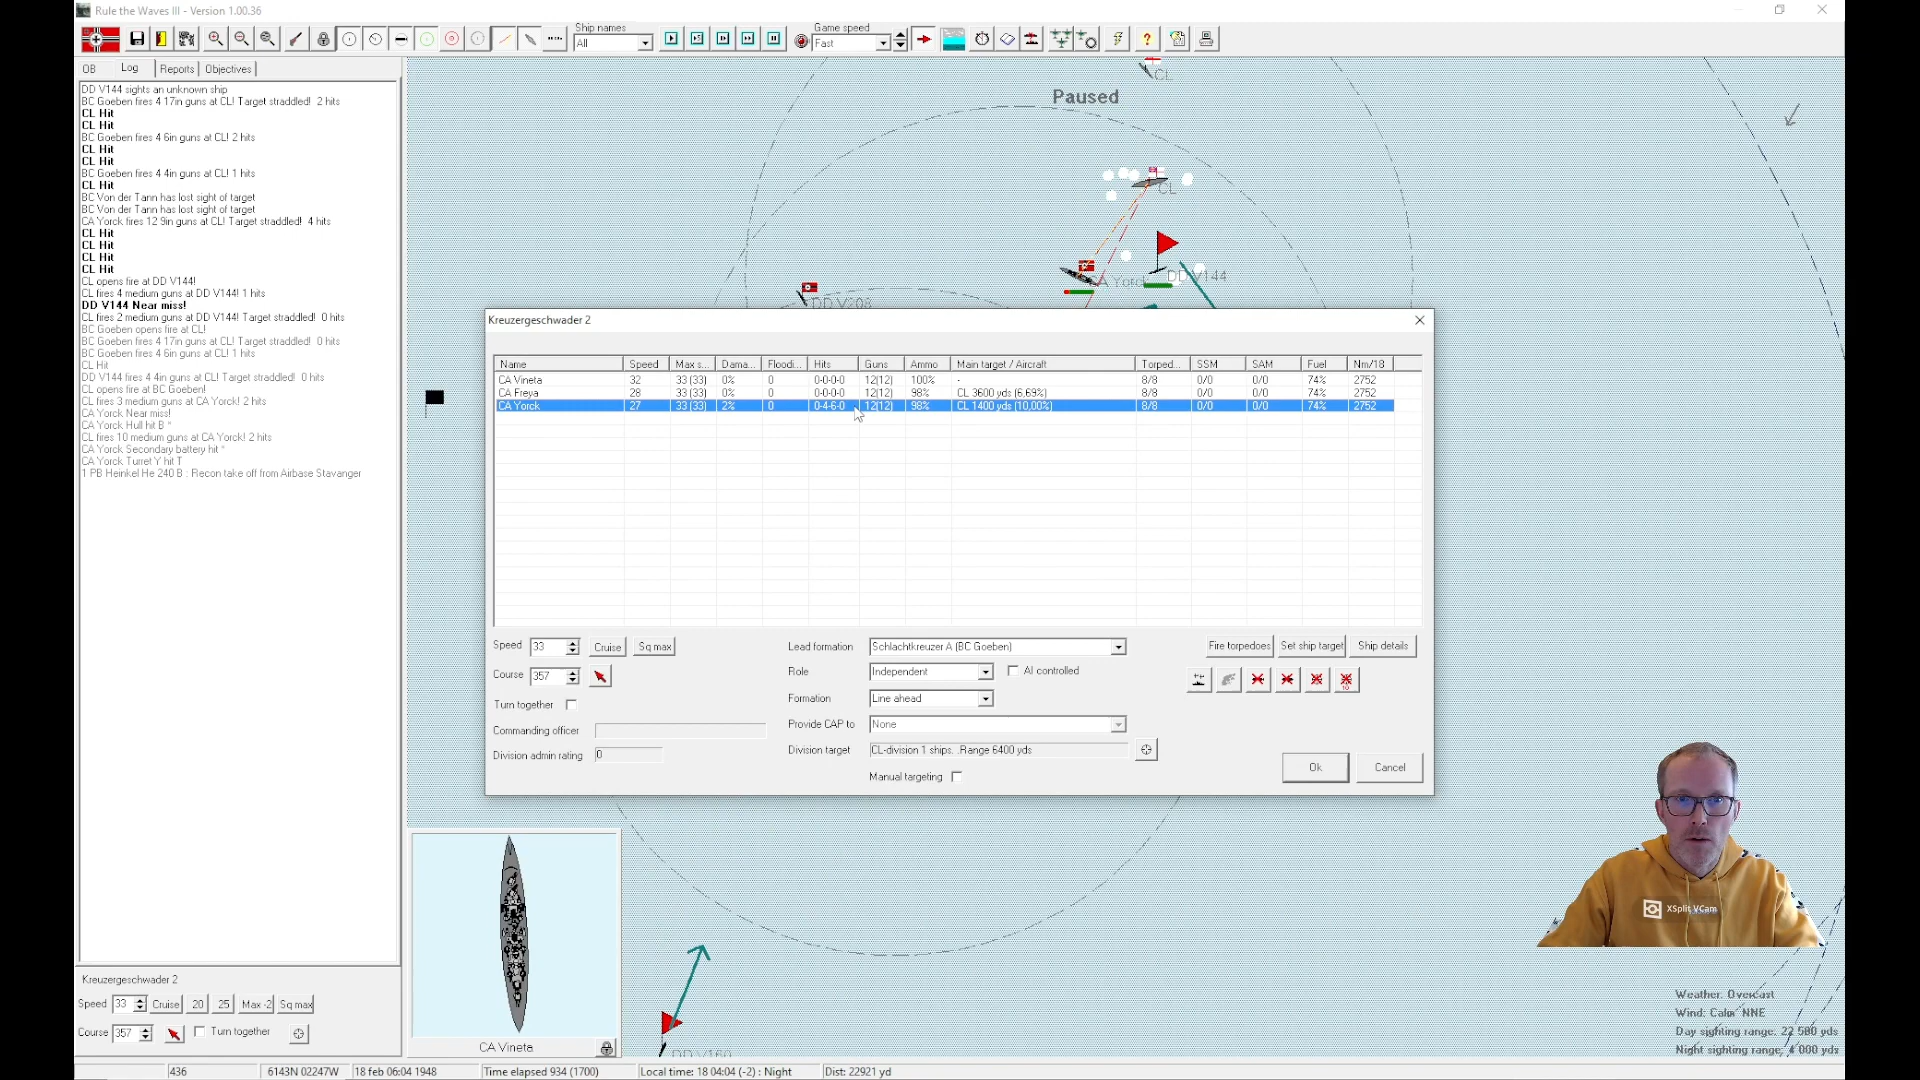 Rule the Waves III - Version 1.00.36
Ship names
All
Game speed
Fast
OB
Log
Reports
Objectives
DD V144 sights an unknown ship
BC Goeben fires 4 17in guns at CL! Target straddled!  2 hits
CL Hit
CL Hit
BC Goeben fires 4 6in guns at CL! 2 hits
CL Hit
CL Hit
BC Goeben fires 4 4in guns at CL! 1 hits
CL Hit
BC Von der Tann has lost sight of target
BC Von der Tann has lost sight of target
CA Yorck fires 12 9in guns at CL! Target straddled!  4 hits
CL Hit
CL Hit
CL Hit
CL Hit
CL opens fire at DD V144!
CL fires 4 medium guns at DD V144! 1 hits
DD V144 Near miss!
CL fires 2 medium guns at DD V144! Target straddled!  0 hits
BC Goeben opens fire at CL!
BC Goeben fires 4 17in guns at CL! Target straddled!  0 hits
BC Goeben fires 4 6in guns at CL! 1 hits
CL Hit
DD V144 fires 4 4in guns at CL! Target straddled!  0 hits
CL opens fire at BC Goeben!
CL fires 3 medium guns at CA Yorck! 2 hits
CA Yorck Near miss!
CA Yorck Hull hit B *
CL fires 10 medium guns at CA Yorck! 2 hits
CA Yorck Secondary battery hit *
CA Yorck Turret Y hit T
1 PB Heinkel He 240 B : Recon take off from Airbase Stavanger
CL
Paused
CL
CA Yorck
DD V144
DD V208
Kreuzergeschwader 2
Name Speed Max s... Dama... Floodi... Hits Guns Ammo Main target / Aircraft Torped... SSM SAM Fuel Nm/18
CA Vineta 32 33 (33) 0% 0 0-0-0-0 12(12) 100% - 8/8 0/0 0/0 74% 2752
CA Freya 28 33 (33) 0% 0 0-0-0-0 12(12) 98% CL 3600 yds (6,69%) 8/8 0/0 0/0 74% 2752
CA Yorck 27 33 (33) 2% 0 0-4-6-0 12(12) 98% CL 1400 yds (10,00%) 8/8 0/0 0/0 74% 2752
Speed 33 Cruise Sq max
Course 357
Turn together
Commanding officer
Division admin rating 0
Lead formation Schlachtkreuzer A (BC Goeben)
Role Independent AI controlled
Formation Line ahead
Provide CAP to None
Division target CL-division 1 ships. .Range 6400 yds
Manual targeting
Fire torpedoes Set ship target Ship details
10
Ok Cancel
XSplit VCam
Kreuzergeschwader 2
Speed 33 Cruise 20 25 Max -2 Sq max
Course 357 Turn together
CA Vineta
DD V160
Weather: Overcast
Wind: Calm NNE
Day sighting range: 22 500 yds
Night sighting range: 4 000 yds
436
6143N 02247W
18 feb 06:04 1948
Time elapsed 934 (1700)
Local time: 18 04:04 (-2) : Night
Dist: 22921 yd